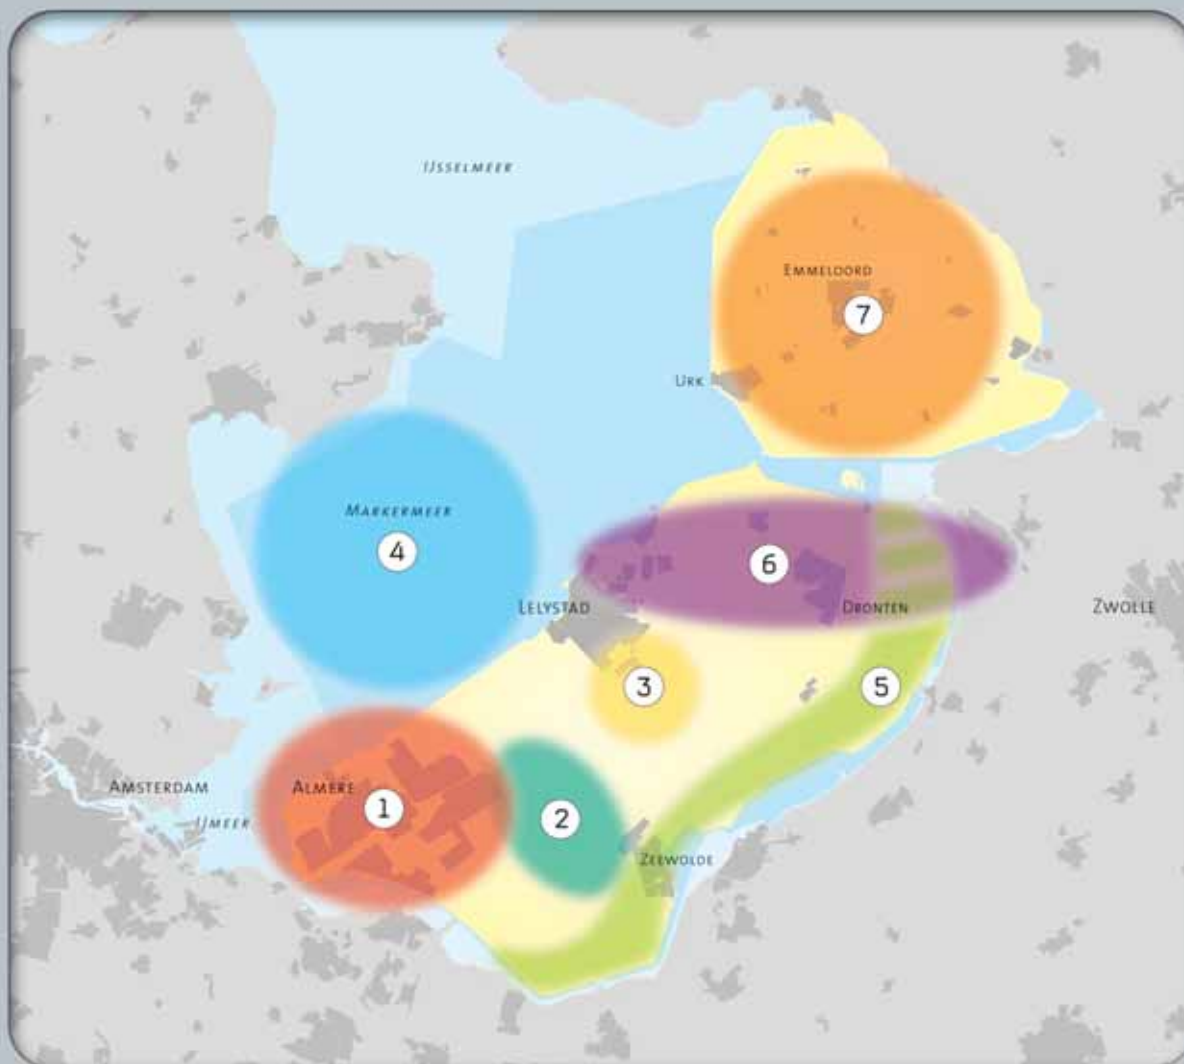 IJSSELMEER
EMMELOORD
7
URK
MARKERMEER
4
6
LELYSTAD
DRONTEN
ZWOLLE
3
5
AMSTERDAM
ALMERE
1
IJMEER
2
ZEEWOLDE